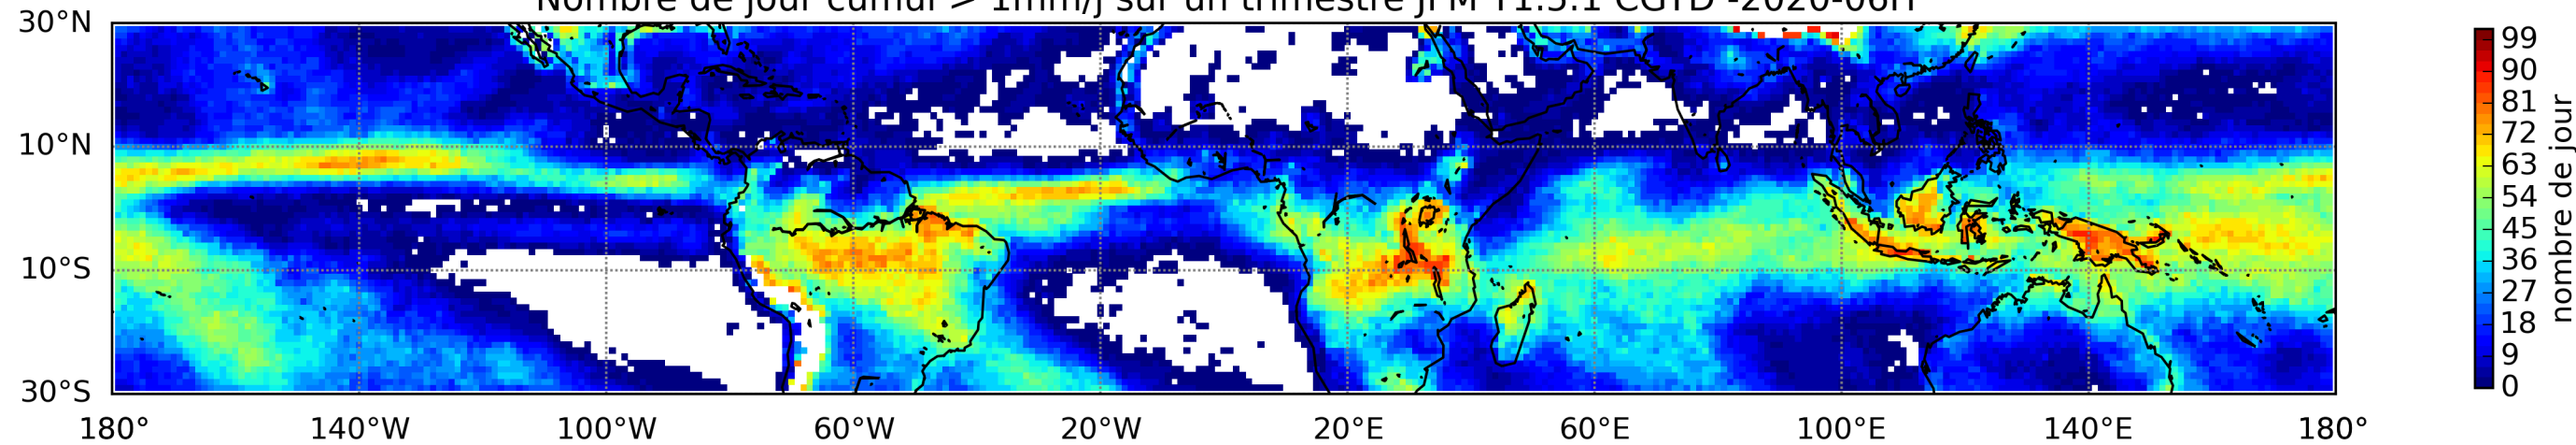 Nombre de jour cumul > 1mm/j sur un trimestre JFM T1.5.1 CGTD -2020-06H
30°N
10°N
10°S
30°S
180° 140°W 100°W 60°W 20°W 20°E 60°E 100°E 140°E 180°
99
90
81
72
63
54
45
36
27
18
9
0
nombre de jour